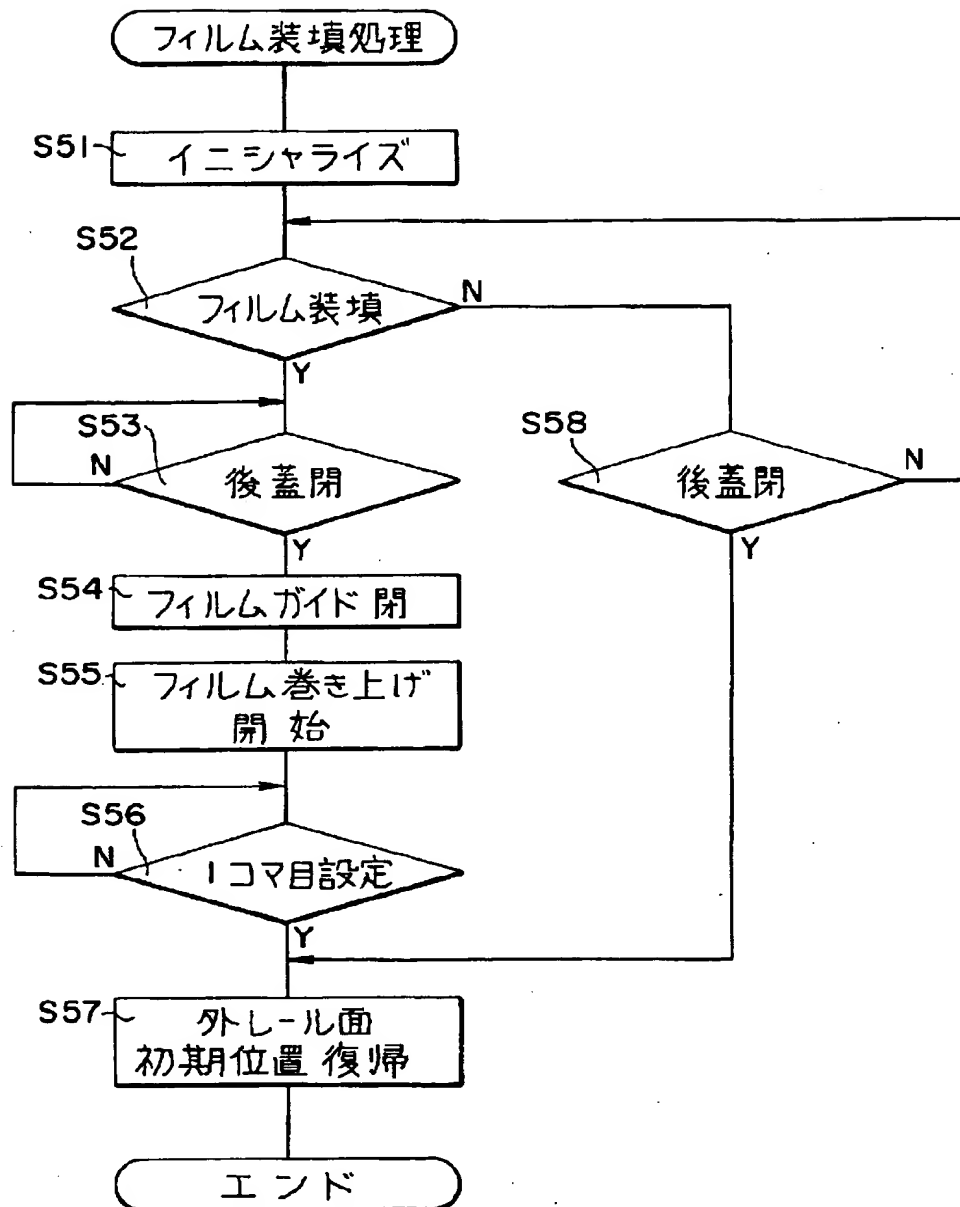 フィルム装填処理
S51
イニシャライズ
S52
フィルム装填
N
Y
S53
N
後蓋閉
Y
S58
後蓋閉
N
Y
S54
フィルムガイド閉
S55
フィルム巻き上げ
開始
S56
N
1コマ目設定
Y
S57
外レール面
初期位置復帰
エンド